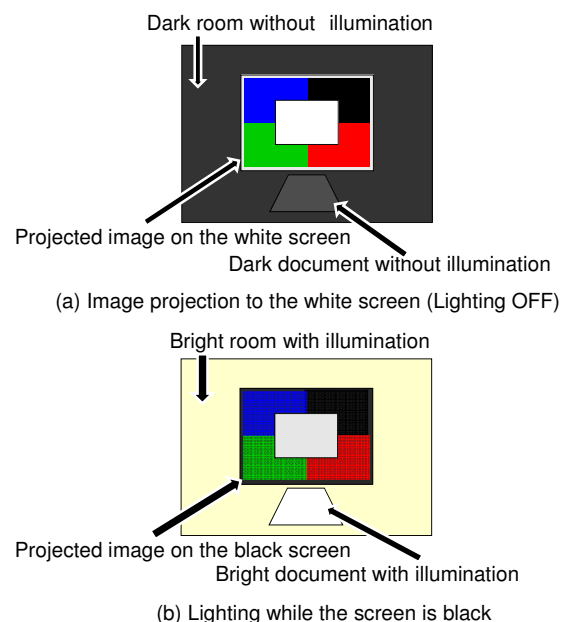 Dark room without illumination
Projected image on the white screen
Dark document without illumination
(a) Image projection to the white screen (Lighting OFF)
Bright room with illumination
Projected image on the black screen
Bright document with illumination
(b) Lighting while the screen is black